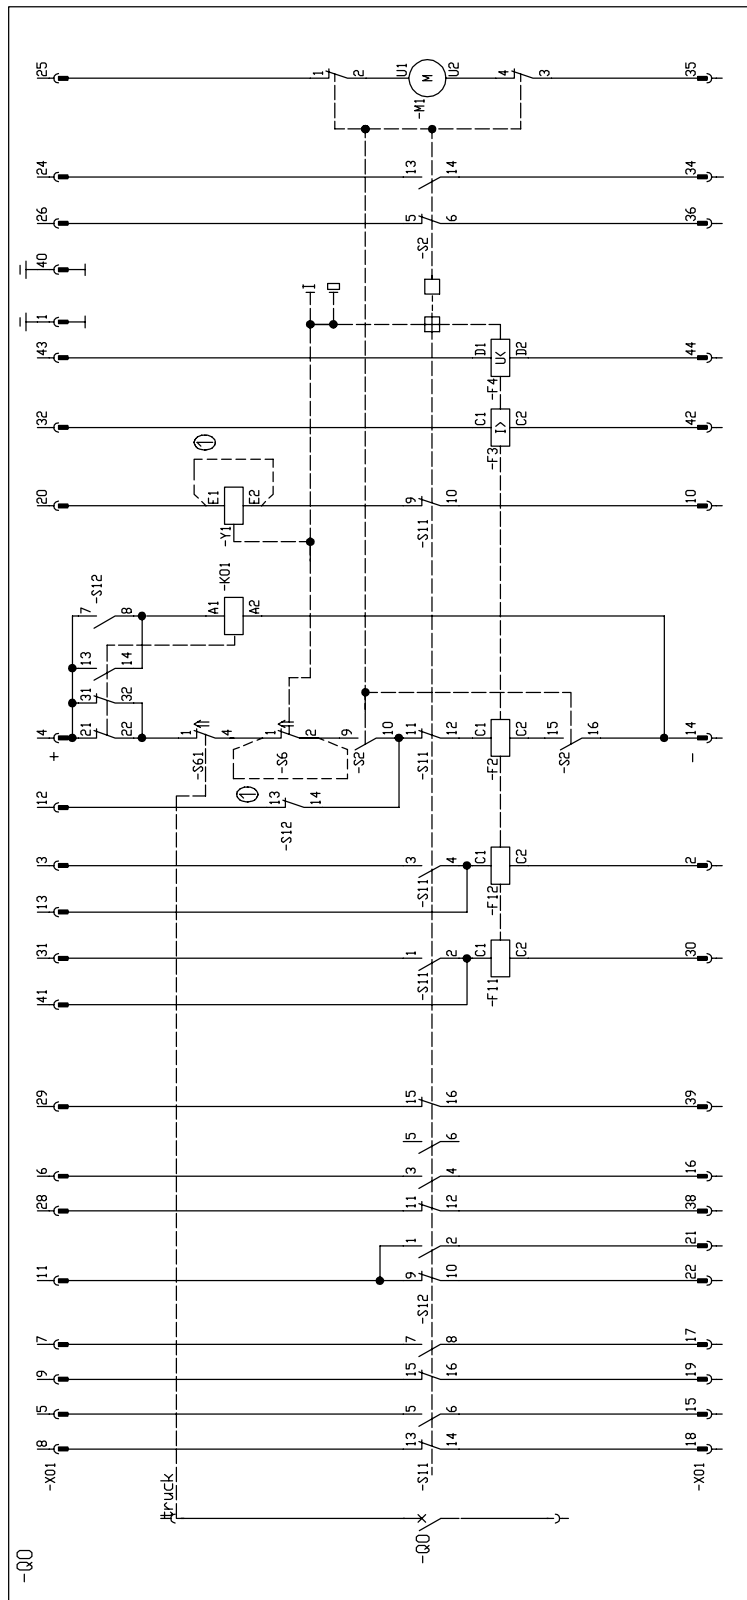 25 1 2 U1 M U2 4 3 35
-M1
24 13 14 34
26 5 6 36
-S2
40
1
43 D1 U< D2 44
-F4
32 C1 I> C2 42
-F3
1
20 E1 E2 9 10 10
-Y1 -S11
-S12 -K01
7 8 A1 A2
13 14
31 32
4 21 22 1 4 1 2 9 10 11 12 C1 C2 15 16 14
+ -S61 -S6 -S2 -S11 -F2 -S2 -
1
12 13 14
-S12
3 3 4 C1 C2 2
-S11 -F12
13
31 1 2 C1 C2 30
-S11 -F11
41
29 15 16 39
5 6
6 3 4 16
28 11 12 38
1 2 21
11 9 10 22
-S12
7 7 8 17
9 15 16 19
5 5 6 15
8 13 14 18
-X01 -S11 -X01
truck
-Q0
-Q0